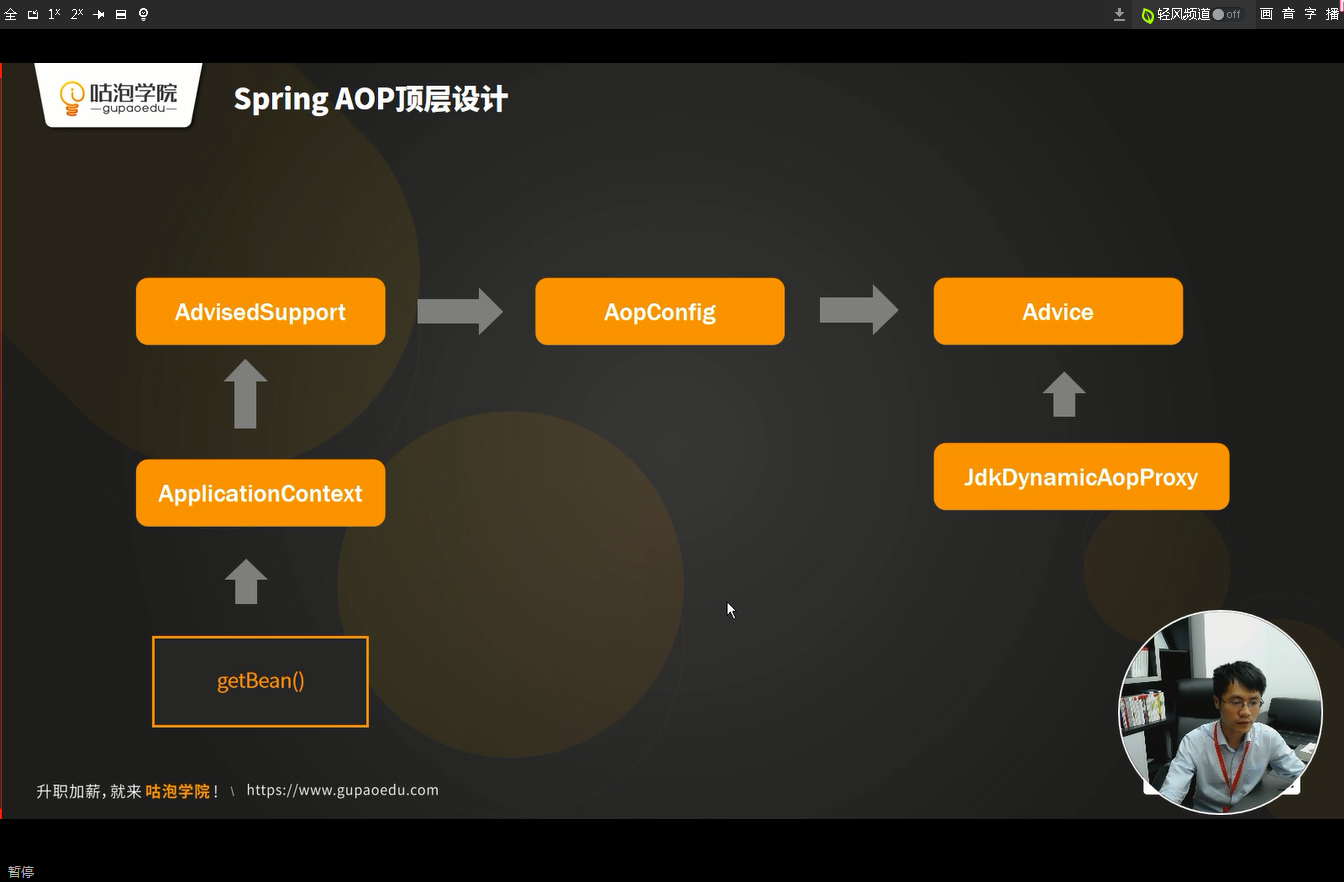 全 1X 2X 轻风频道 off 画 音 字 播
咕泡学院
gupaoedu
Spring AOP顶层设计
AdvisedSupport AopConfig Advice
ApplicationContext JdkDynamicAopProxy
getBean()
升职加薪，就来咕泡学院！ \ https://www.gupaoedu.com
暂停